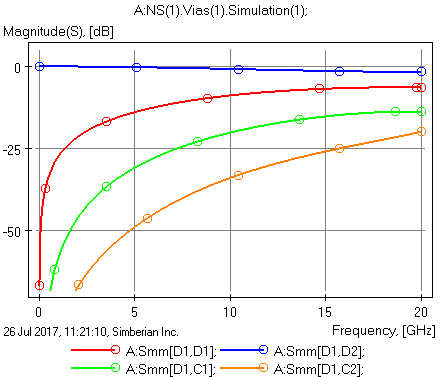 A:NS(1).Vias(1).Simulation(1);
Magnitude(S), [dB]
0
-25
-50
0 5 10 15 20
26 Jul 2017, 11:21:10, Simberian Inc. Frequency, [GHz]
A:Smm[D1,D1]; A:Smm[D1,D2];
A:Smm[D1,C1]; A:Smm[D1,C2];